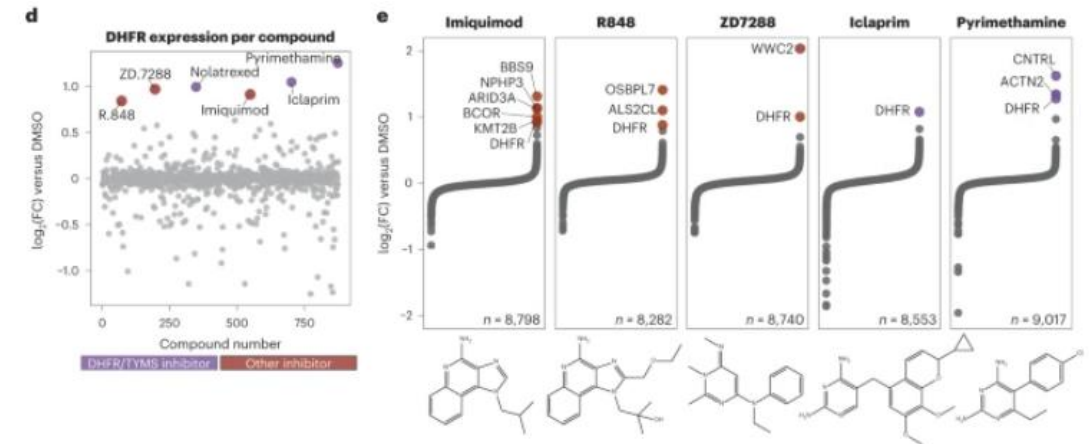 d
DHFR expression per compound
log₂(FC) versus DMSO
1.0
0.5
0
−0.5
−1.0
R.848
ZD.7288
Nolatrexed
Imiquimod
Pyrimethamine
Iclaprim
0
250
500
750
Compound number
DHFR/TYMS inhibitor
Other inhibitor
e
log₂(FC) versus DMSO
2
1
0
−1
−2
Imiquimod
BBS9
NPHP3
ARID3A
BCOR
KMT2B
DHFR
n = 8,798
R848
OSBPL7
ALS2CL
DHFR
n = 8,282
ZD7288
WWC2
DHFR
n = 8,740
Iclaprim
DHFR
n = 8,553
Pyrimethamine
CNTRL
ACTN2
DHFR
n = 9,017